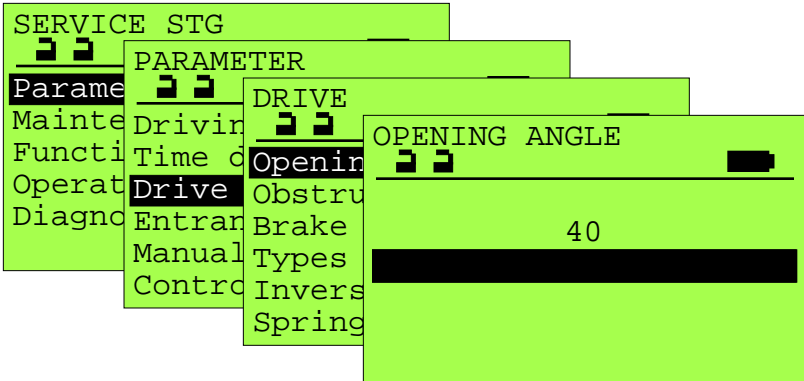 SERVICE STG
Parame
Mainte
Functi
Operat
Diagno
PARAMETER
Drivin
Time d
Drive
Entran
Manual
Contro
DRIVE
Openin
Obstru
Brake
Types
Invers
Spring
OPENING ANGLE
40